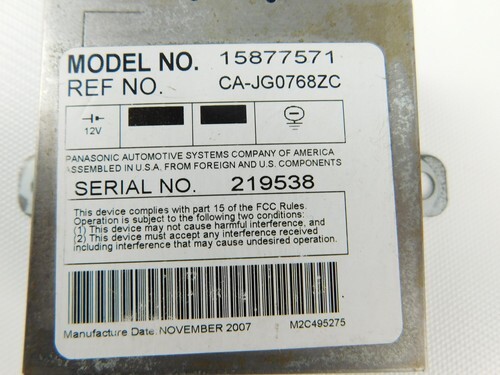 MODEL NO. 15877571
REF NO. CA-JG0768ZC
12V
PANASONIC AUTOMOTIVE SYSTEMS COMPANY OF AMERICA
ASSEMBLED IN U.S.A. FROM FOREIGN AND U.S. COMPONENTS
SERIAL NO. 219538
This device complies with part 15 of the FCC Rules.
Operation is subject to the following two conditions:
(1) This device may not cause harmful interference, and
(2) This device must accept any interference received
including interference that may cause undesired operation.
Manufacture Date: NOVEMBER 2007 M2C495275